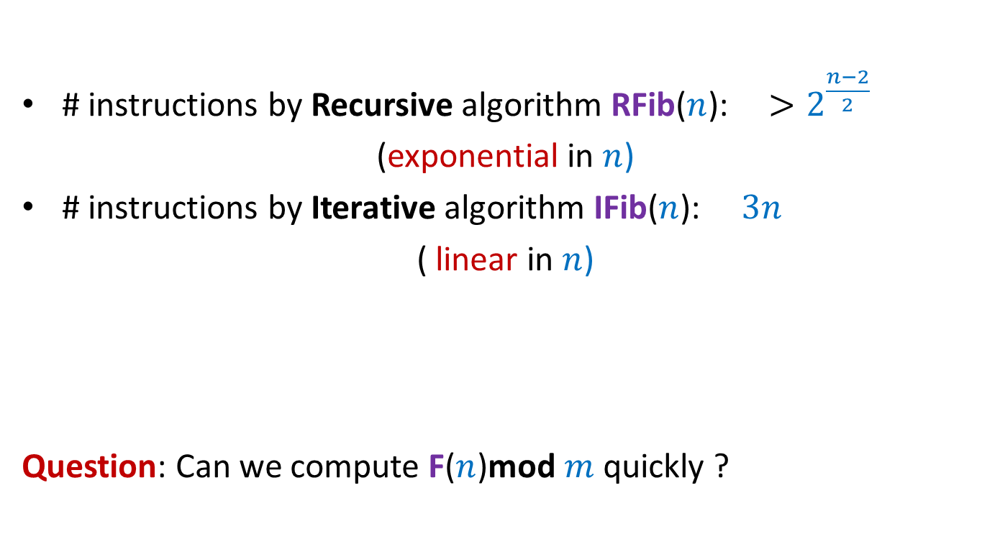 • # instructions by Recursive algorithm RFib(n): > 2^((n−2)/2)
(exponential in n)
• # instructions by Iterative algorithm IFib(n): 3n
( linear in n)
Question: Can we compute F(n)mod m quickly ?